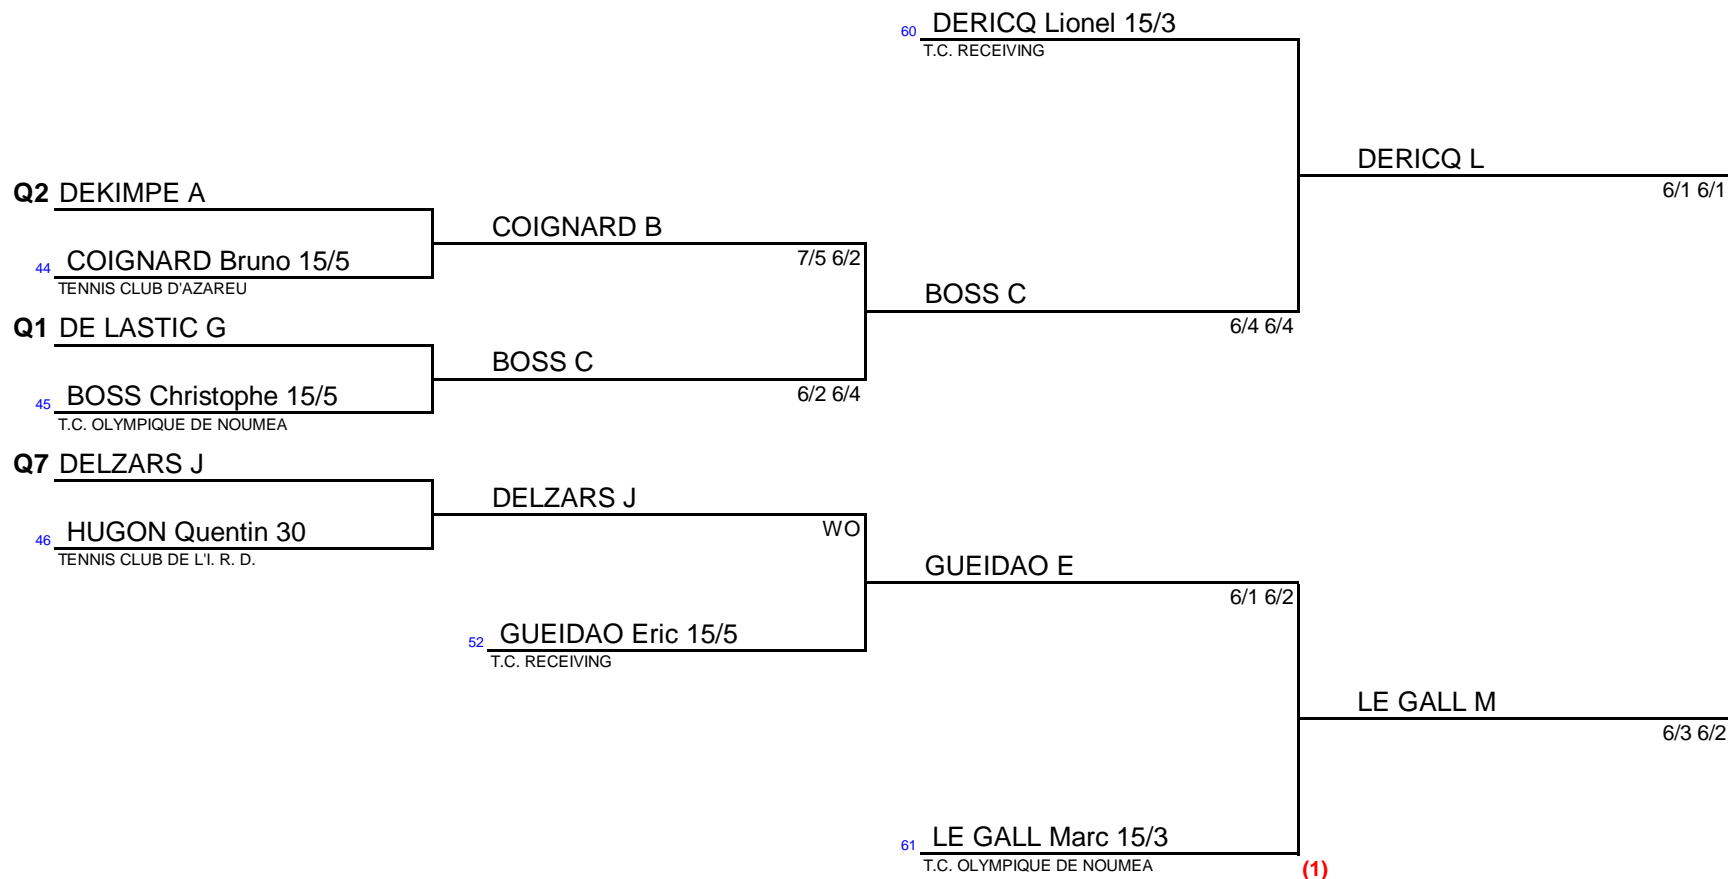 60 DERICQ Lionel 15/3
T.C. RECEIVING
DERICQ L
6/1 6/1
Q2 DEKIMPE A
COIGNARD B
7/5 6/2
44 COIGNARD Bruno 15/5
TENNIS CLUB D'AZAREU
BOSS C
6/4 6/4
Q1 DE LASTIC G
BOSS C
6/2 6/4
45 BOSS Christophe 15/5
T.C. OLYMPIQUE DE NOUMEA
Q7 DELZARS J
DELZARS J
WO
46 HUGON Quentin 30
TENNIS CLUB DE L'I. R. D.
GUEIDAO E
6/1 6/2
52 GUEIDAO Eric 15/5
T.C. RECEIVING
LE GALL M
6/3 6/2
61 LE GALL Marc 15/3
T.C. OLYMPIQUE DE NOUMEA
(1)